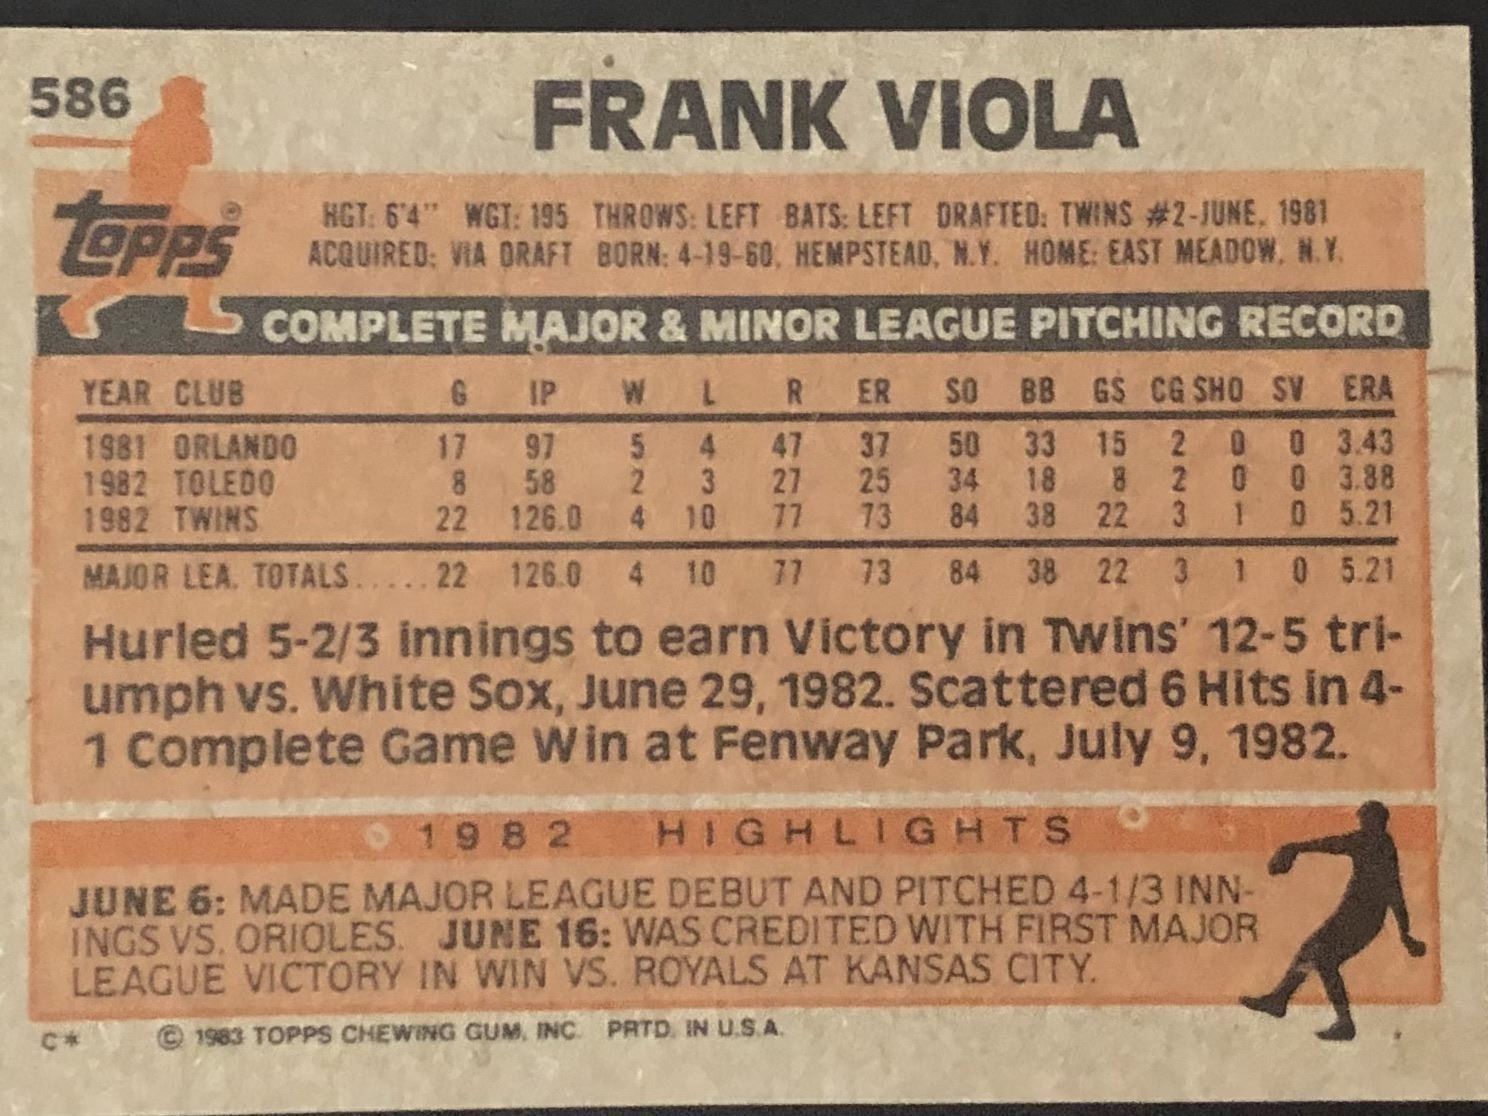 586
FRANK VIOLA
Topps®
HGT: 6'4" WGT: 195 THROWS: LEFT BATS: LEFT DRAFTED: TWINS #2-JUNE, 1981
ACQUIRED: VIA DRAFT BORN: 4-19-60, HEMPSTEAD, N.Y. HOME: EAST MEADOW, N.Y.
COMPLETE MAJOR & MINOR LEAGUE PITCHING RECORD
YEAR CLUB G IP W L R ER SO BB GS CG SHO SV ERA
1981 ORLANDO 17 97 5 4 47 37 50 33 15 2 0 0 3.43
1982 TOLEDO 8 58 2 3 27 25 34 18 8 2 0 0 3.88
1982 TWINS 22 126.0 4 10 77 73 84 38 22 3 1 0 5.21
MAJOR LEA. TOTALS.....22 126.0 4 10 77 73 84 38 22 3 1 0 5.21
Hurled 5-2/3 innings to earn Victory in Twins' 12-5 tri-
umph vs. White Sox, June 29, 1982. Scattered 6 Hits in 4-
1 Complete Game Win at Fenway Park, July 9, 1982.
1982 HIGHLIGHTS
JUNE 6: MADE MAJOR LEAGUE DEBUT AND PITCHED 4-1/3 INN-
INGS VS. ORIOLES. JUNE 16: WAS CREDITED WITH FIRST MAJOR
LEAGUE VICTORY IN WIN VS. ROYALS AT KANSAS CITY.
C* © 1983 TOPPS CHEWING GUM, INC. PRTD. IN U.S.A.